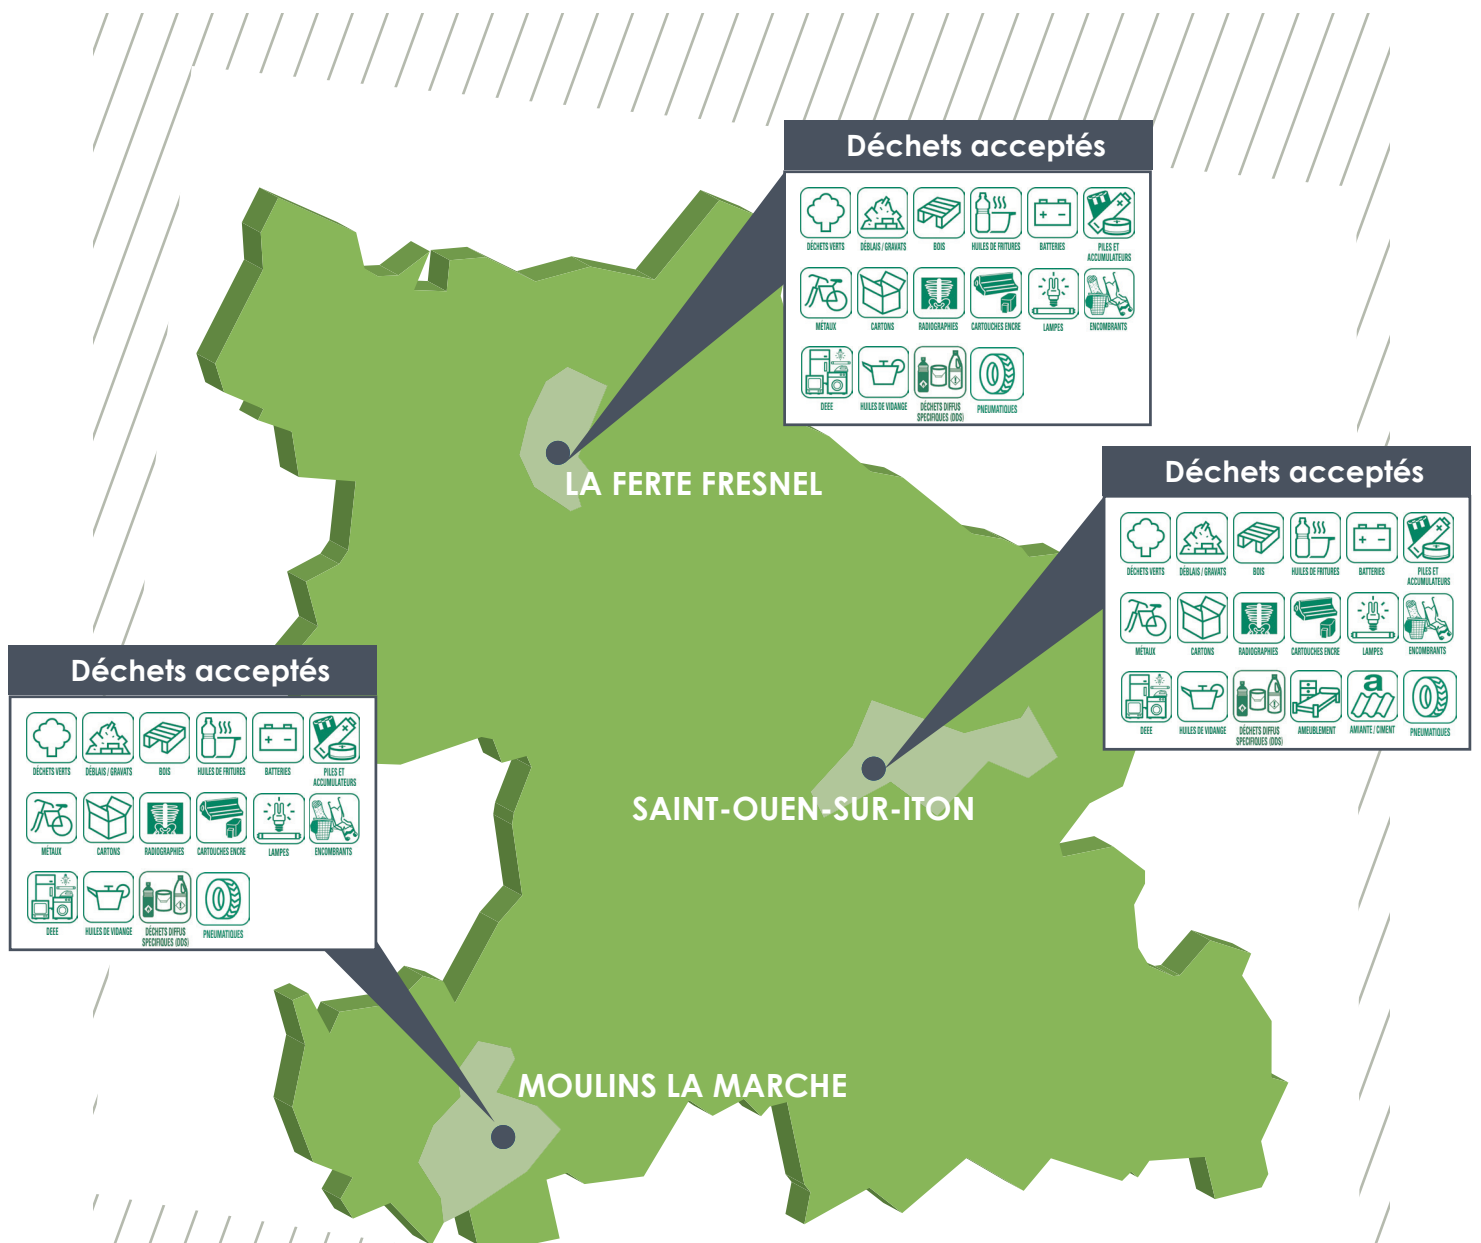 Déchets acceptés
DÉCHETS VERTS
DÉBLAIS / GRAVATS
BOIS
HUILES DE FRITURES
BATTERIES
PILES ET
ACCUMULATEURS
MÉTAUX
CARTONS
RADIOGRAPHIES
CARTOUCHES ENCRE
LAMPES
ENCOMBRANTS
DEEE
HUILES DE VIDANGE
DÉCHETS DIFFUS
SPECIFIQUES (DDS)
PNEUMATIQUES
LA FERTE FRESNEL
Déchets acceptés
DÉCHETS VERTS
DÉBLAIS / GRAVATS
BOIS
HUILES DE FRITURES
BATTERIES
PILES ET
ACCUMULATEURS
MÉTAUX
CARTONS
RADIOGRAPHIES
CARTOUCHES ENCRE
LAMPES
ENCOMBRANTS
a
DEEE
HUILES DE VIDANGE
DÉCHETS DIFFUS
SPECIFIQUES (DDS)
AMEUBLEMENT
AMIANTE / CIMENT
PNEUMATIQUES
SAINT-OUEN-SUR-ITON
Déchets acceptés
DÉCHETS VERTS
DÉBLAIS / GRAVATS
BOIS
HUILES DE FRITURES
BATTERIES
PILES ET
ACCUMULATEURS
MÉTAUX
CARTONS
RADIOGRAPHIES
CARTOUCHES ENCRE
LAMPES
ENCOMBRANTS
DEEE
HUILES DE VIDANGE
DÉCHETS DIFFUS
SPECIFIQUES (DDS)
PNEUMATIQUES
MOULINS LA MARCHE